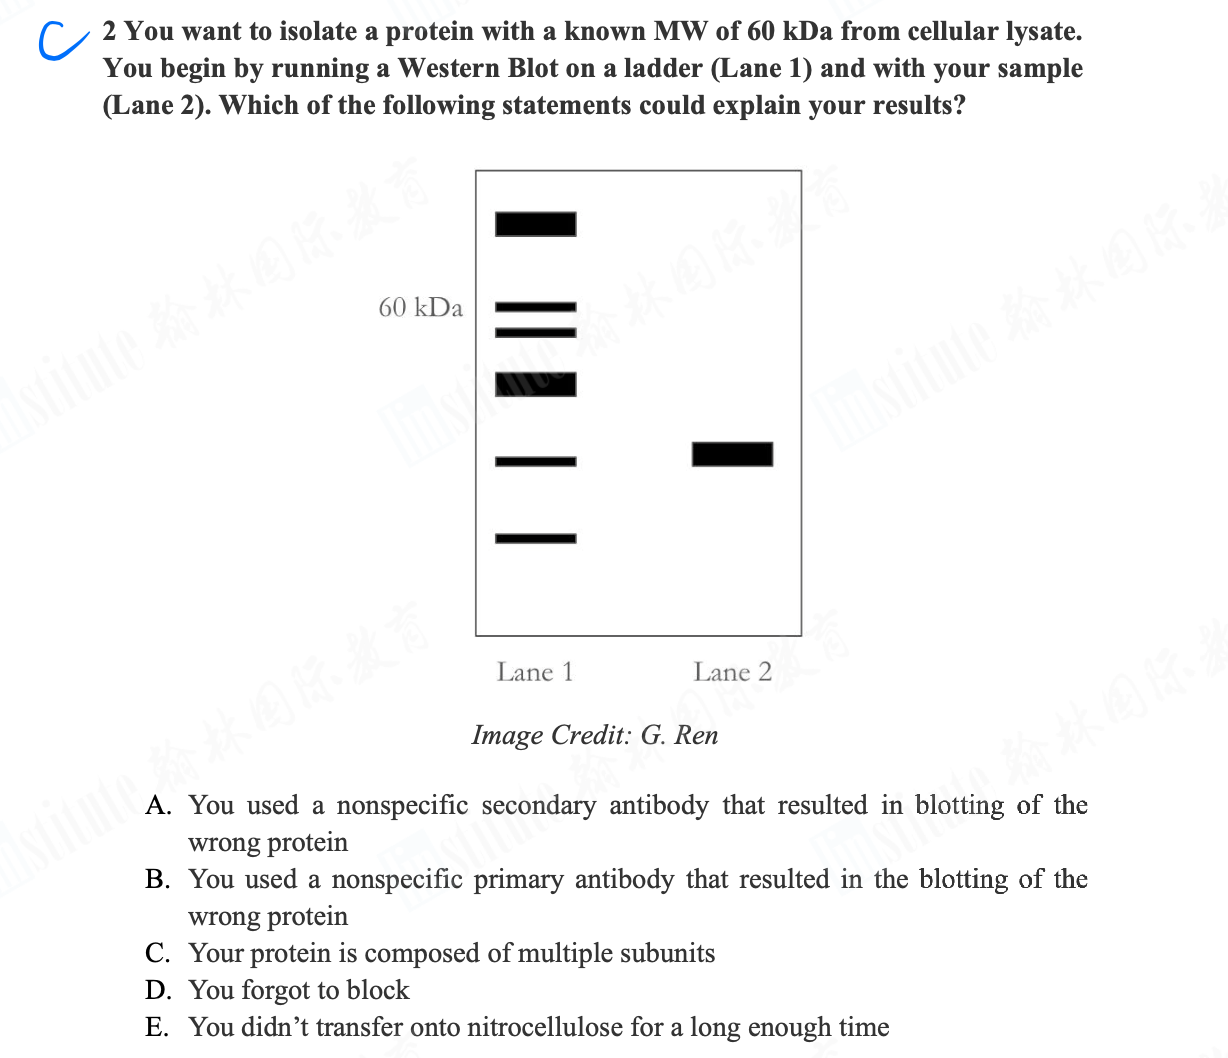 C
2 You want to isolate a protein with a known MW of 60 kDa from cellular lysate.
You begin by running a Western Blot on a ladder (Lane 1) and with your sample
(Lane 2). Which of the following statements could explain your results?
60 kDa
Lane 1 Lane 2
Image Credit: G. Ren
A. You used a nonspecific secondary antibody that resulted in blotting of the
wrong protein
B. You used a nonspecific primary antibody that resulted in the blotting of the
wrong protein
C. Your protein is composed of multiple subunits
D. You forgot to block
E. You didn’t transfer onto nitrocellulose for a long enough time